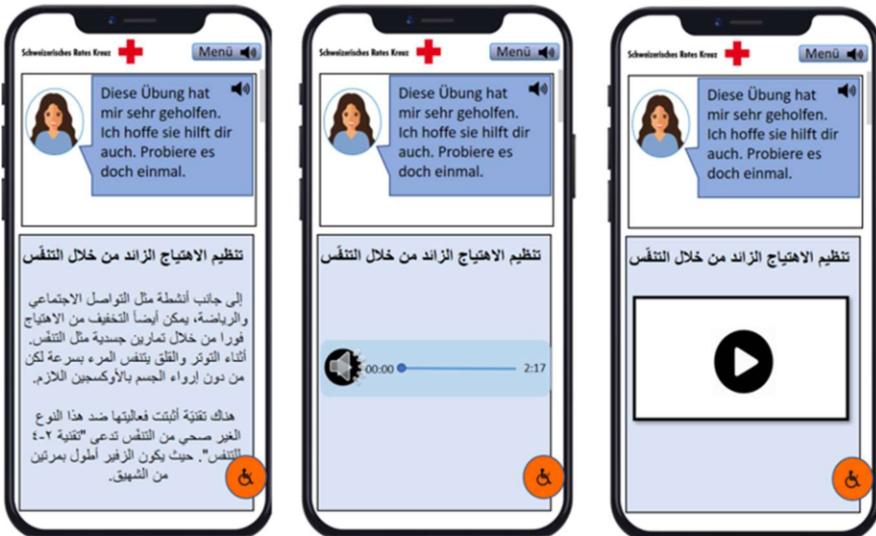 Schweizerisches Rotes Kreuz
Menü
Diese Übung hat
mir sehr geholfen.
Ich hoffe sie hilft dir
auch. Probiere es
doch einmal.
تنظيم الاهتياج الزائد من خلال التنفّس
إلى جانب أنشطة مثل التواصل الاجتماعي
والرياضة، يمكن أيضاً التخفيف من الاهتياج
فورا من خلال تمارين جسدية مثل التنفّس.
أثناء التوتر والقلق يتنفس المرء بسرعة لكن
من دون إرواء الجسم بالأوكسجين اللازم.
هناك تقنيّة أثبتت فعاليتها ضد هذا النوع
الغير صحي من التنفّس تدعى "تقنية ٢-٤
للتنفس". حيث يكون الزفير أطول بمرتين
من الشهيق.
Schweizerisches Rotes Kreuz
Menü
Diese Übung hat
mir sehr geholfen.
Ich hoffe sie hilft dir
auch. Probiere es
doch einmal.
تنظيم الاهتياج الزائد من خلال التنفّس
00:00 2:17
Schweizerisches Rotes Kreuz
Menü
Diese Übung hat
mir sehr geholfen.
Ich hoffe sie hilft dir
auch. Probiere es
doch einmal.
تنظيم الاهتياج الزائد من خلال التنفّس